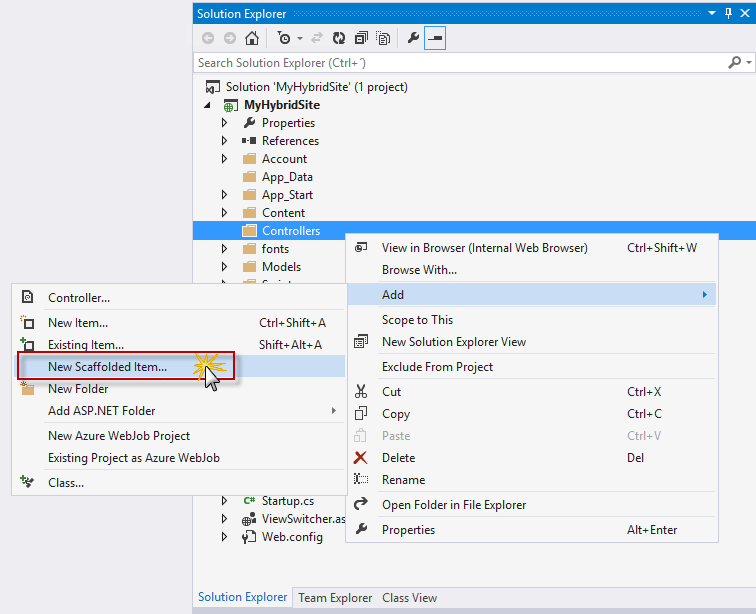 Solution Explorer
Search Solution Explorer (Ctrl+´)
Solution 'MyHybridSite' (1 project)
MyHybridSite
Properties
References
Account
App_Data
App_Start
Content
Controllers
fonts
Models
View in Browser (Internal Web Browser) Ctrl+Shift+W
Browse With...
Add
Scope to This
New Solution Explorer View
Exclude From Project
Cut Ctrl+X
Copy Ctrl+C
Paste Ctrl+V
Delete Del
Rename
Open Folder in File Explorer
Properties Alt+Enter
Controller...
New Item... Ctrl+Shift+A
Existing Item... Shift+Alt+A
New Scaffolded Item...
New Folder
Add ASP.NET Folder
New Azure WebJob Project
Existing Project as Azure WebJob
Class...
C# Startup.cs
ViewSwitcher.as
Web.config
Solution Explorer Team Explorer Class View